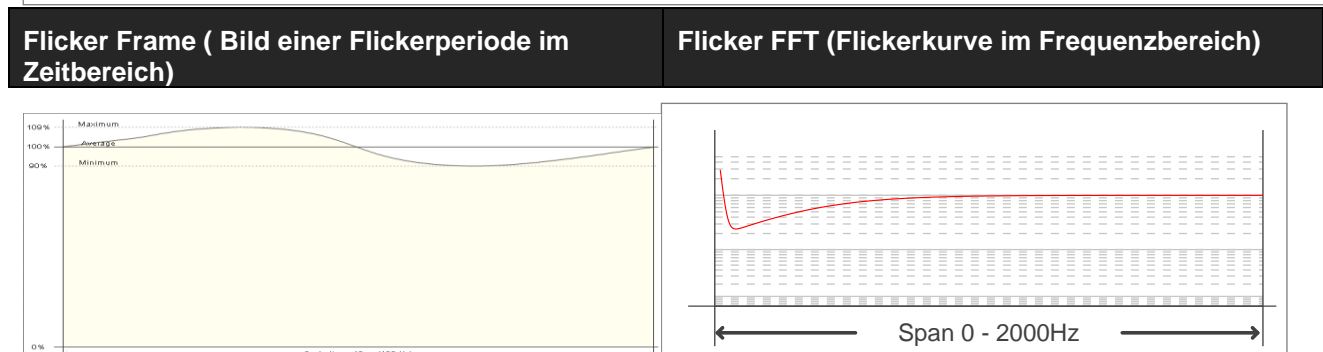 Flicker Frame ( Bild einer Flickerperiode im
Zeitbereich)
Flicker FFT (Flickerkurve im Frequenzbereich)
109%
Maximum
100%
Average
90%
Minimum
0%
Span 0 - 2000Hz